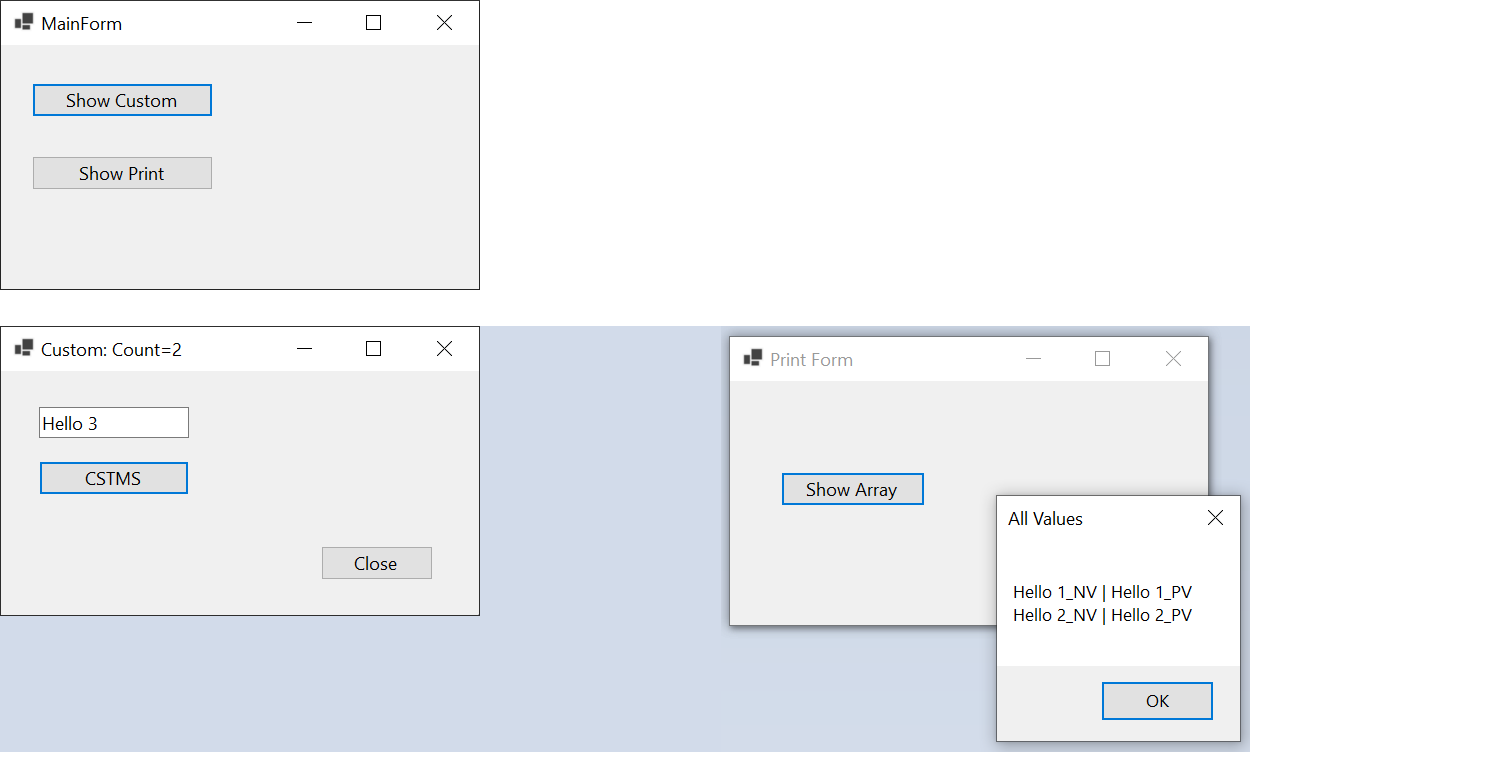 MainForm
Show Custom
Show Print
Custom: Count=2
Hello 3
CSTMS
Close
Print Form
Show Array
All Values
Hello 1_NV | Hello 1_PV
Hello 2_NV | Hello 2_PV
OK